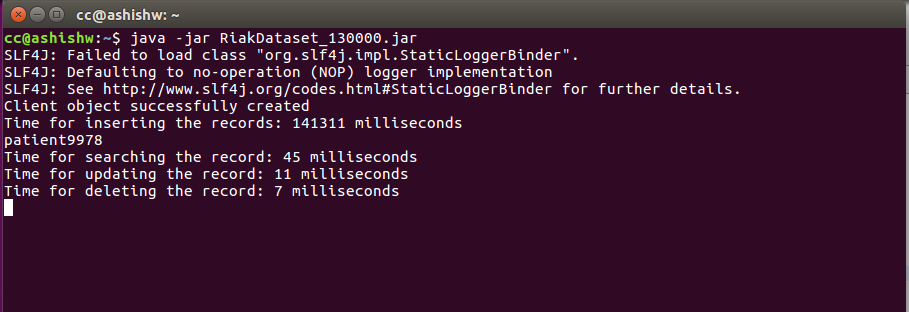 cc@ashishw: ~
cc@ashishw:~$ java -jar RiakDataset_130000.jar
SLF4J: Failed to load class "org.slf4j.impl.StaticLoggerBinder".
SLF4J: Defaulting to no-operation (NOP) logger implementation
SLF4J: See http://www.slf4j.org/codes.html#StaticLoggerBinder for further details.
Client object successfully created
Time for inserting the records: 141311 milliseconds
patient9978
Time for searching the record: 45 milliseconds
Time for updating the record: 11 milliseconds
Time for deleting the record: 7 milliseconds